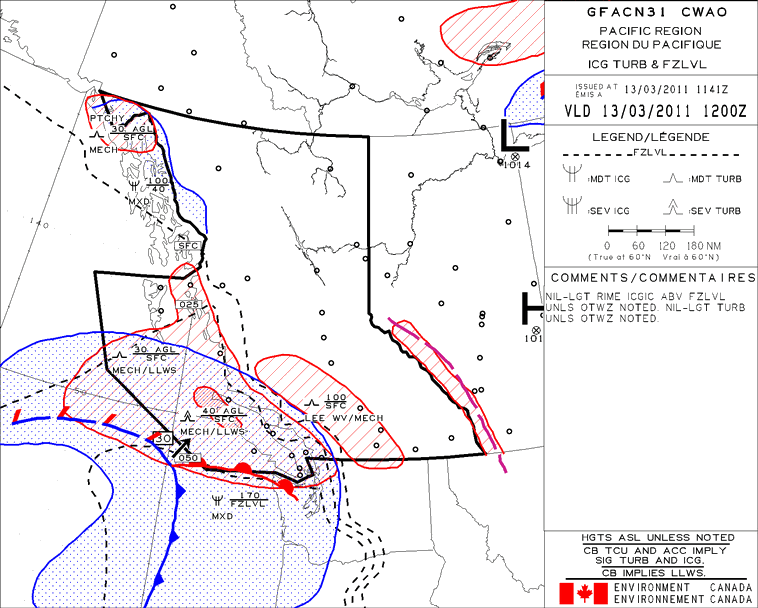 GFACN31 CWAO
PACIFIC REGION
REGION DU PACIFIQUE
ICG TURB & FZLVL
ISSUED AT 13/03/2011 1141Z
ÉMIS A
VLD 13/03/2011 1200Z
LEGEND/LÉGENDE
FZLVL
:MDT ICG
:MDT TURB
:SEV ICG
:SEV TURB
0 60 120 180 NM
(True at 60°N Vrai à 60°N)
COMMENTS/COMMENTAIRES
NIL-LGT RIME ICGIC ABV FZLVL
UNLS OTWZ NOTED. NIL-LGT TURB
UNLS OTWZ NOTED.
HGTS ASL UNLESS NOTED
CB TCU AND ACC IMPLY
SIG TURB AND ICG.
CB IMPLIES LLWS.
ENVIRONMENT CANADA
ENVIRONNEMENT CANADA
PTCHY
30 AGL
SFC
MECH
100
40
MXD
140
SFC
025
30 AGL
SFC
MECH/LLWS
50
40 AGL
SFC
MECH/LLWS
100
SFC
LEE WV/MECH
30
050
170
FZLVL
MXD
L
1014
H
101